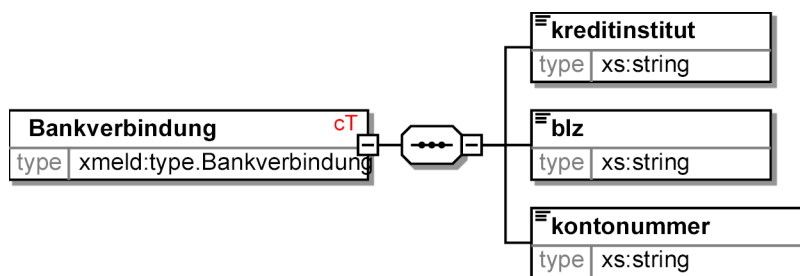 kreditinstitut
type xs:string
Bankverbindung cT
type xmeld:type.Bankverbindung
blz
type xs:string
kontonummer
type xs:string